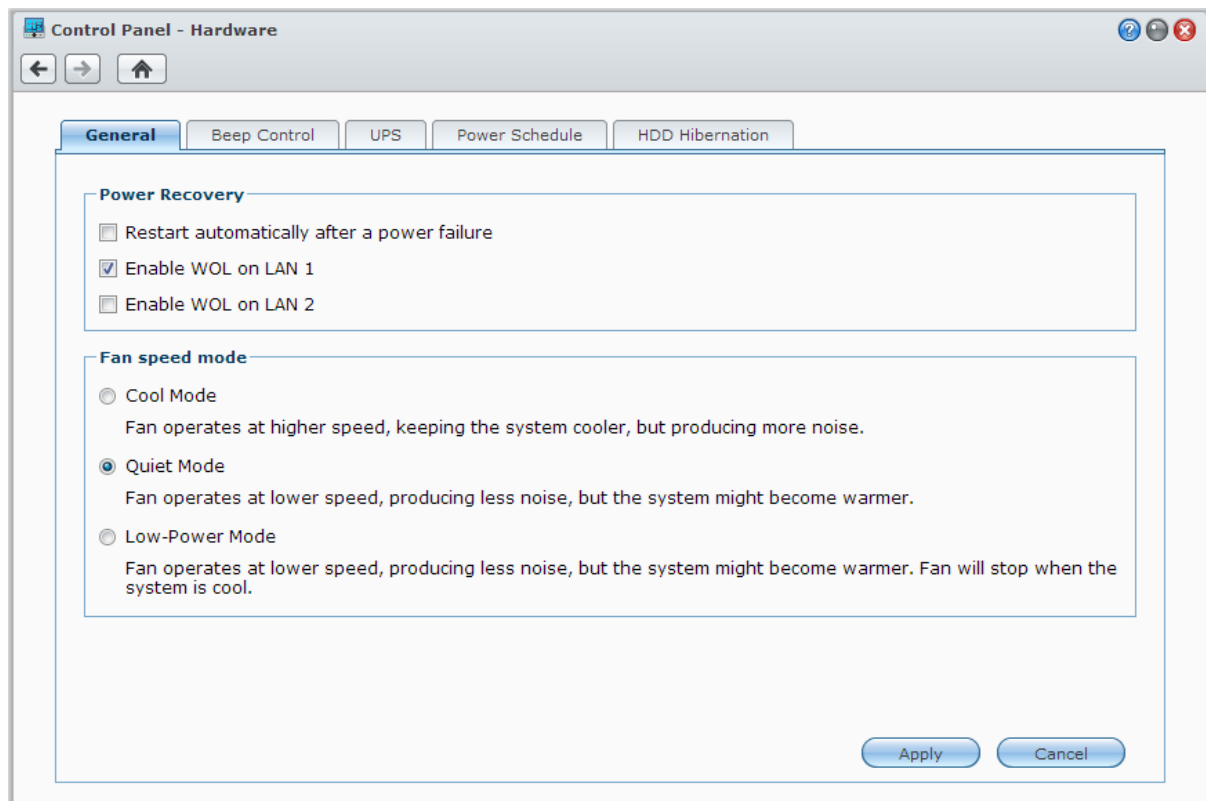 Control Panel - Hardware
General
Beep Control
UPS
Power Schedule
HDD Hibernation
Power Recovery
Restart automatically after a power failure
Enable WOL on LAN 1
Enable WOL on LAN 2
Fan speed mode
Cool Mode
Fan operates at higher speed, keeping the system cooler, but producing more noise.
Quiet Mode
Fan operates at lower speed, producing less noise, but the system might become warmer.
Low-Power Mode
Fan operates at lower speed, producing less noise, but the system might become warmer. Fan will stop when the
system is cool.
Apply
Cancel